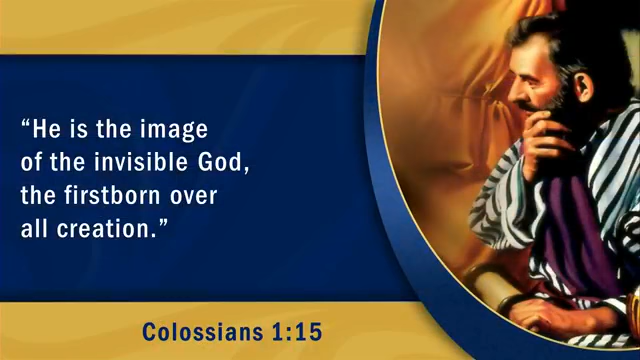 “He is the image
of the invisible God,
the firstborn over
all creation.”
Colossians 1:15